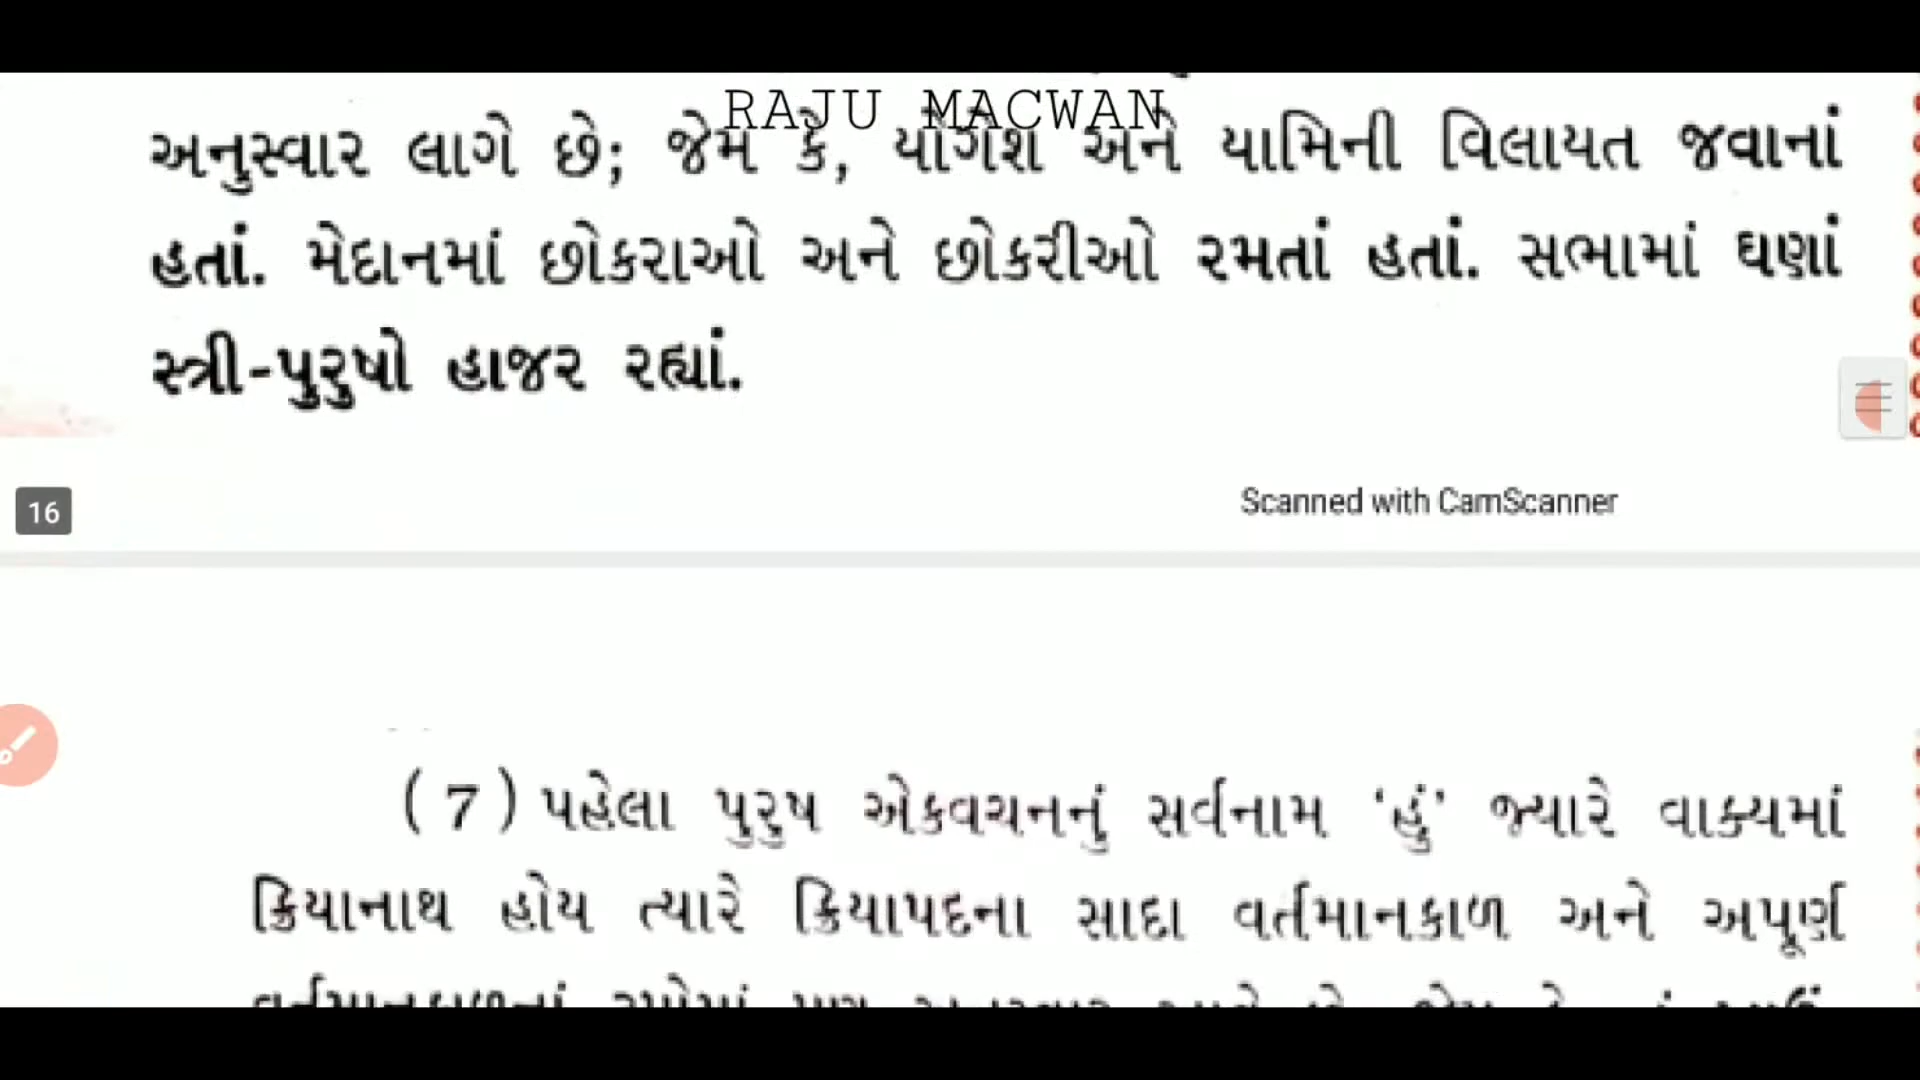 RAJU MACWAN
અનુસ્વાર લાગે છે; જેમ કે, યોગેશ અને યામિની વિલાયત જવાનાં
હતાં. મેદાનમાં છોકરાઓ અને છોકરીઓ રમતાં હતાં. સભામાં ઘણાં
સ્ત્રી-પુરુષો હાજર રહ્યાં.
16
Scanned with CamScanner
(7) પહેલા પુરુષ એકવચનનું સર્વનામ ‘હું’ જ્યારે વાક્યમાં
ક્રિયાનાથ હોય ત્યારે ક્રિયાપદના સાદા વર્તમાનકાળ અને અપૂર્ણ